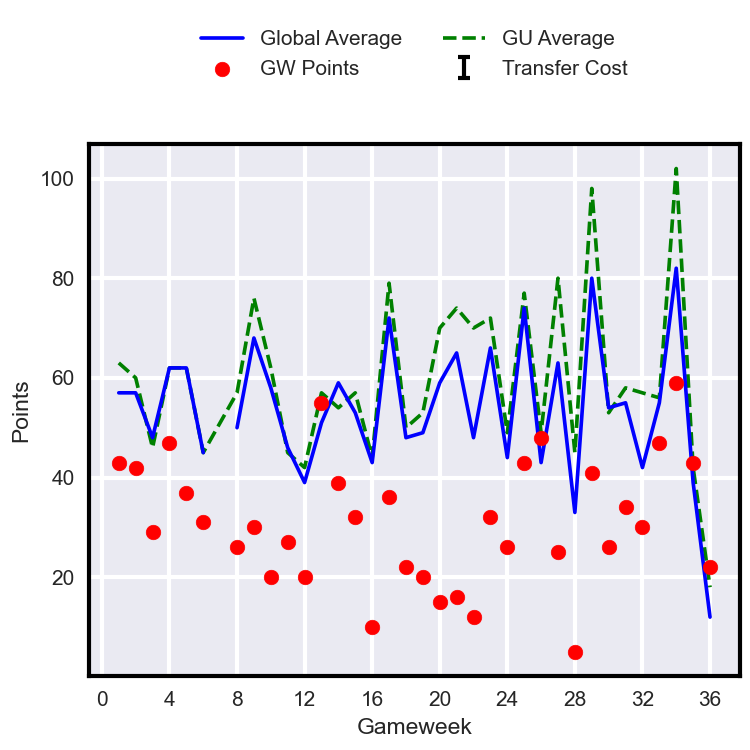 Global Average GU Average
GW Points Transfer Cost
100
80
60
40
20
Points
0 4 8 12 16 20 24 28 32 36
Gameweek